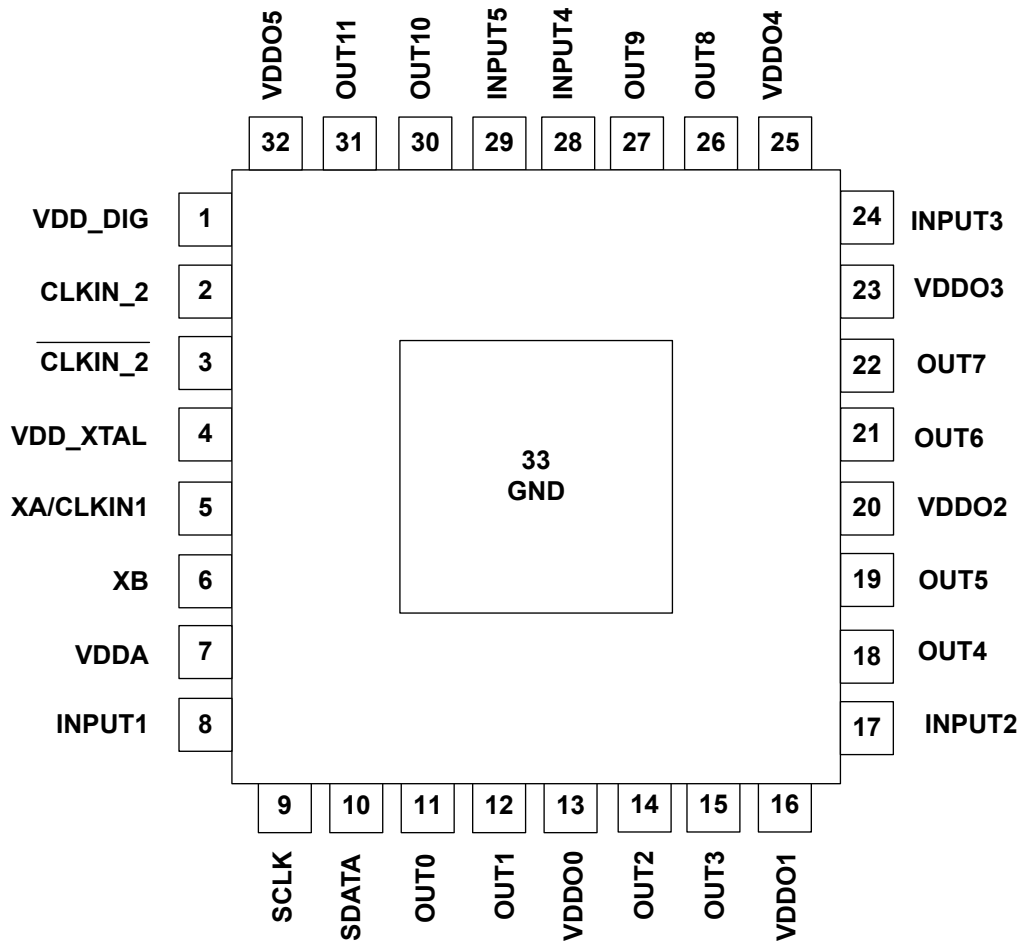 VDDO5
OUT11
OUT10
INPUT5
INPUT4
OUT9
OUT8
VDDO4
32
31
30
29
28
27
26
25
VDD_DIG
1
CLKIN_2
2
CLKIN_2
3
VDD_XTAL
4
XA/CLKIN1
5
XB
6
VDDA
7
INPUT1
8
33
GND
24
INPUT3
23
VDDO3
22
OUT7
21
OUT6
20
VDDO2
19
OUT5
18
OUT4
17
INPUT2
9
10
11
12
13
14
15
16
SCLK
SDATA
OUT0
OUT1
VDDO0
OUT2
OUT3
VDDO1